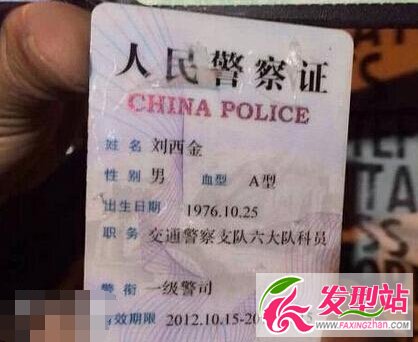 人民警察证
CHINA POLICE
姓名 刘西金
性别 男 血型 A型
出生日期 1976.10.25
职务 交通警察支队六大队科员
警衔 一级警司
有效期限 2012.10.15-20
发型站
WWW.FAXINGZHAN.COM